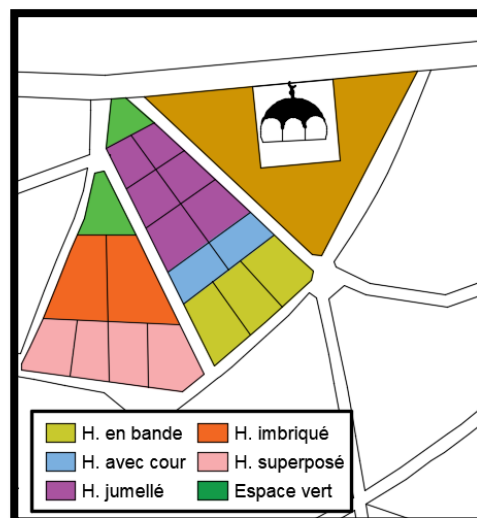 H. en bande
H. imbriqué
H. avec cour
H. superposé
H. jumellé
Espace vert